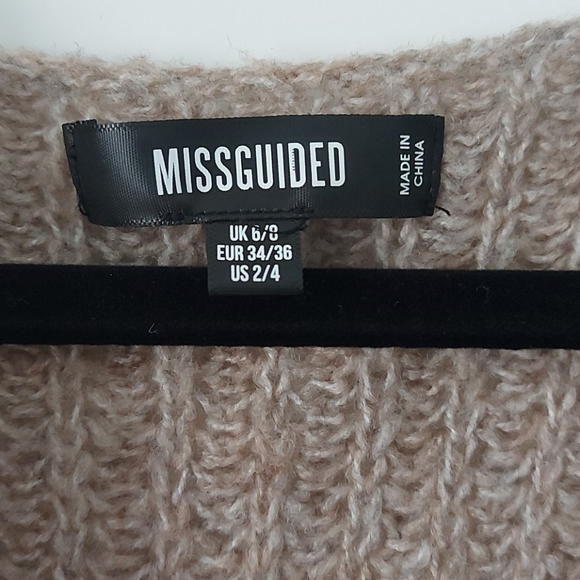 MISSGUIDED
MADE IN
CHINA
UK 6/8
EUR 34/36
US 2/4